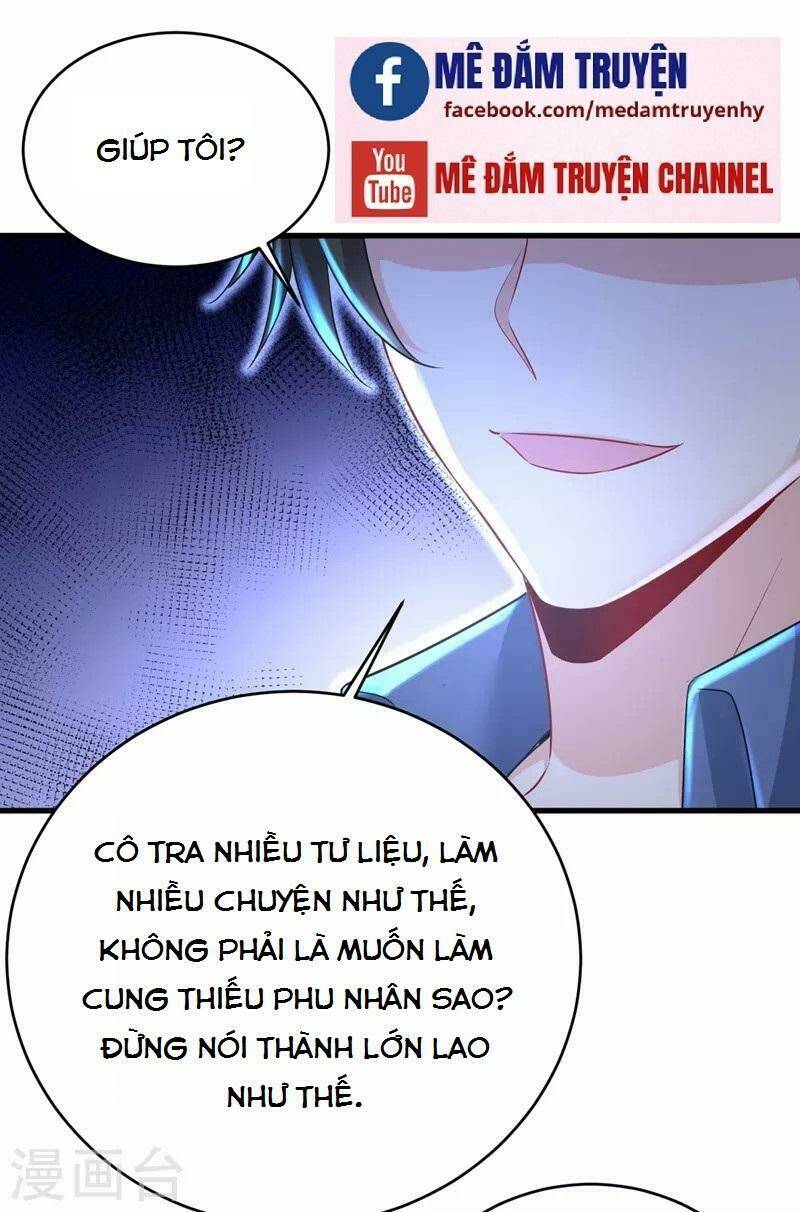 MÊ ĐẮM TRUYỆN
facebook.com/medamtruyenhy
You
Tube
MÊ ĐẮM TRUYỆN CHANNEL
GIÚP TÔI?
CÔ TRA NHIỀU TƯ LIỆU, LÀM
NHIỀU CHUYỆN NHƯ THẾ,
KHÔNG PHẢI LÀ MUỐN LÀM
CUNG THIẾU PHU NHÂN SAO?
ĐỪNG NÓI THÀNH LỚN LAO
NHƯ THẾ.
漫画台